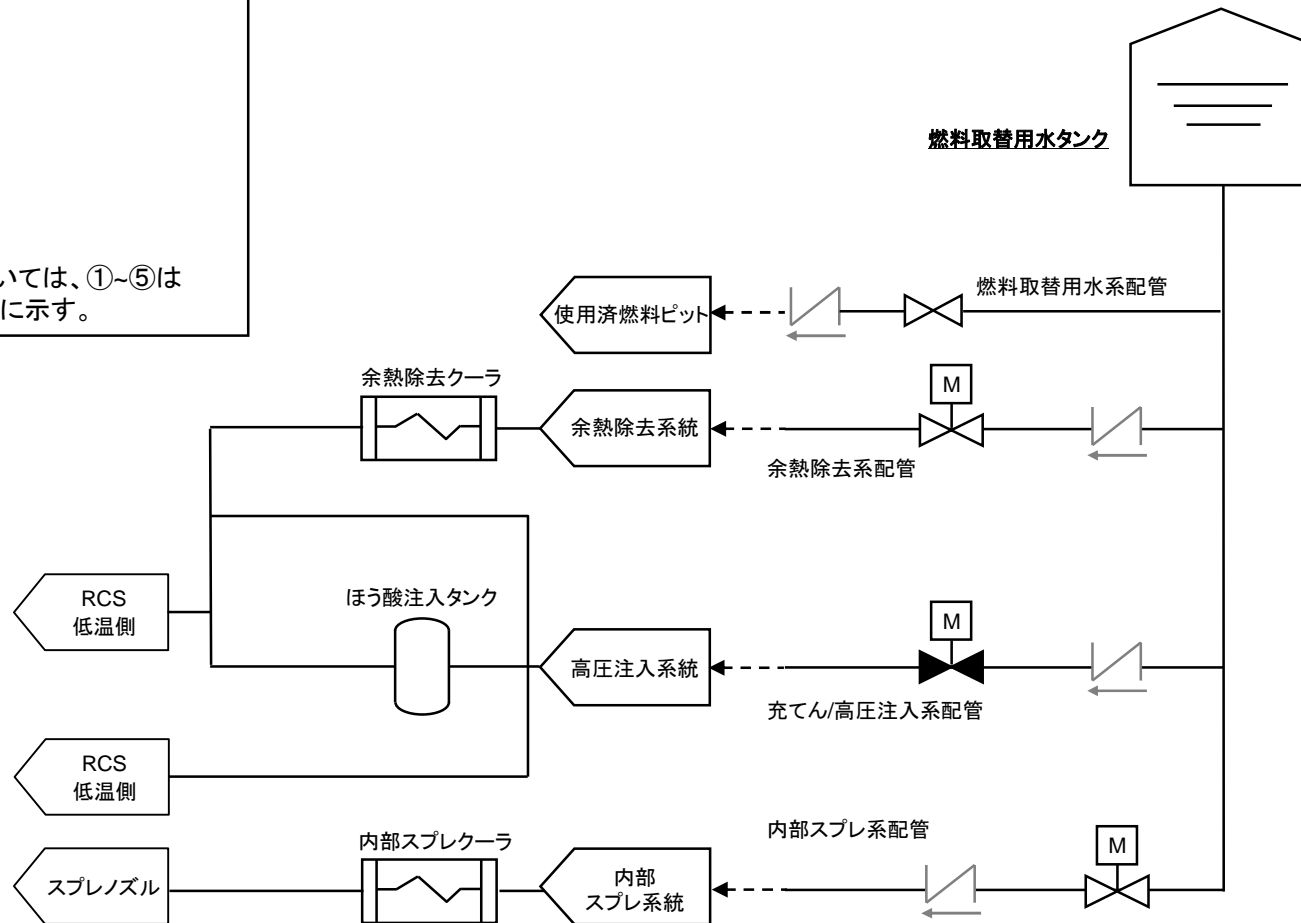 いては、①~⑤は
に示す。
燃料取替用水タンク
燃料取替用水系配管
使用済燃料ピット
余熱除去クーラ
M
余熱除去系統
余熱除去系配管
ほう酸注入タンク
RCS
低温側
M
高圧注入系統
充てん/高圧注入系配管
RCS
低温側
内部スプレ系配管
内部スプレクーラ
M
スプレノズル
内部
スプレ系統